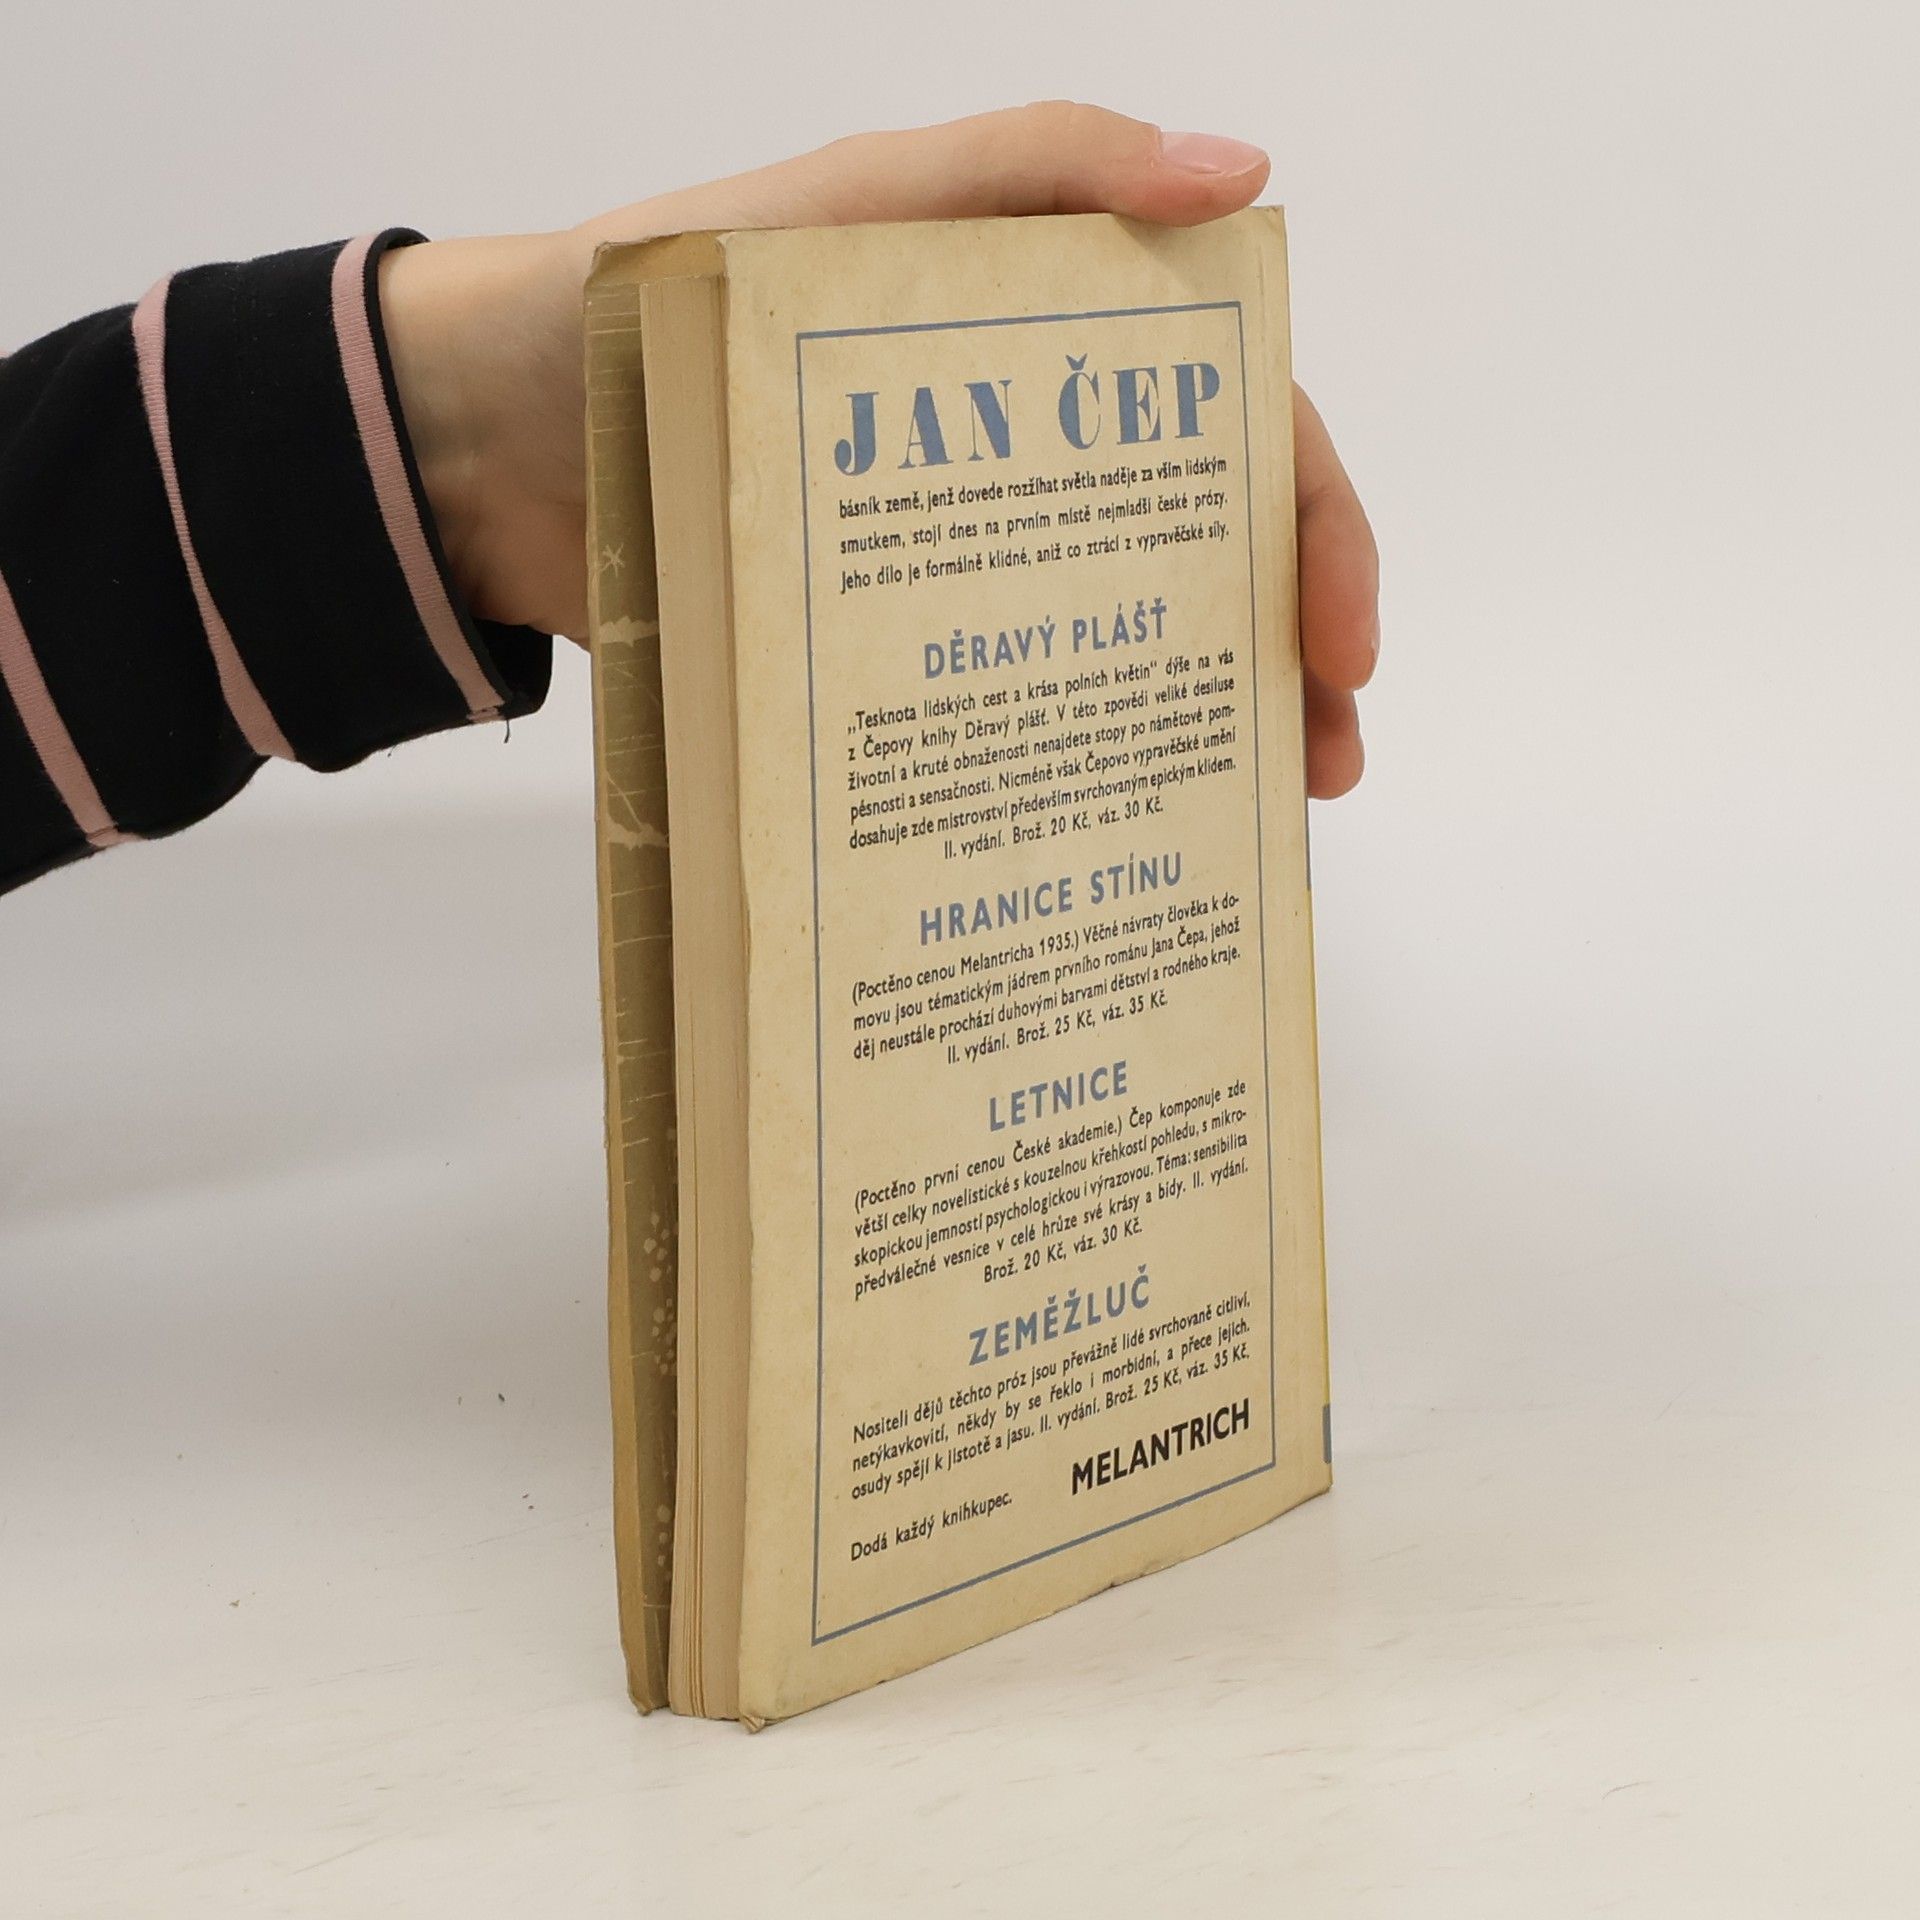 JAN ČEP
básník země, jenž dovede rozžíhat světla naděje za vším lidským
smutkem, stojí dnes na prvním místě nejmladší české prózy.
Jeho dílo je formálně klidné, aniž co ztrácí z vypravěčské síly.
DĚRAVÝ PLÁŠŤ
„Tesknota lidských cest a krása polních květin“ dýše na vás
z Čepovy knihy Děravý plášť. V této zpovědi veliké desiluse
životní a kruté obnaženosti nenajdete stopy po námětové pom-
pésnosti a sensačnosti. Nicméně však Čepovo vypravěčské umění
dosahuje zde mistrovství především svrchovaným epickým klidem.
II. vydání. Brož. 20 Kč, váz. 30 Kč.
HRANICE STÍNU
(Poctěno cenou Melantricha 1935.) Věčné návraty člověka k do-
movu jsou tématickým jádrem prvního románu Jana Čepa, jehož
děj neustále prochází duhovými barvami dětství a rodného kraje.
II. vydání. Brož. 25 Kč, váz. 35 Kč.
LETNICE
(Poctěno první cenou České akademie.) Čep komponuje zde
větší celky novelistické s kouzelnou křehkostí pohledu, s mikro-
skopickou jemností psychologickou i výrazovou. Téma: sensibilita
předválečné vesnice v celé hrůze své krásy a bídy. II. vydání.
Brož. 20 Kč, váz. 30 Kč.
ZEMĚŽLUČ
Nositeli dějů těchto próz jsou převážně lidé svrchovaně citliví,
netýkavkovití, někdy by se řeklo i morbidní, a přece jejich
osudy spějí k jistotě a jasu. II. vydání. Brož. 25 Kč, váz. 35 Kč.
Dodá každý knihkupec. MELANTRICH